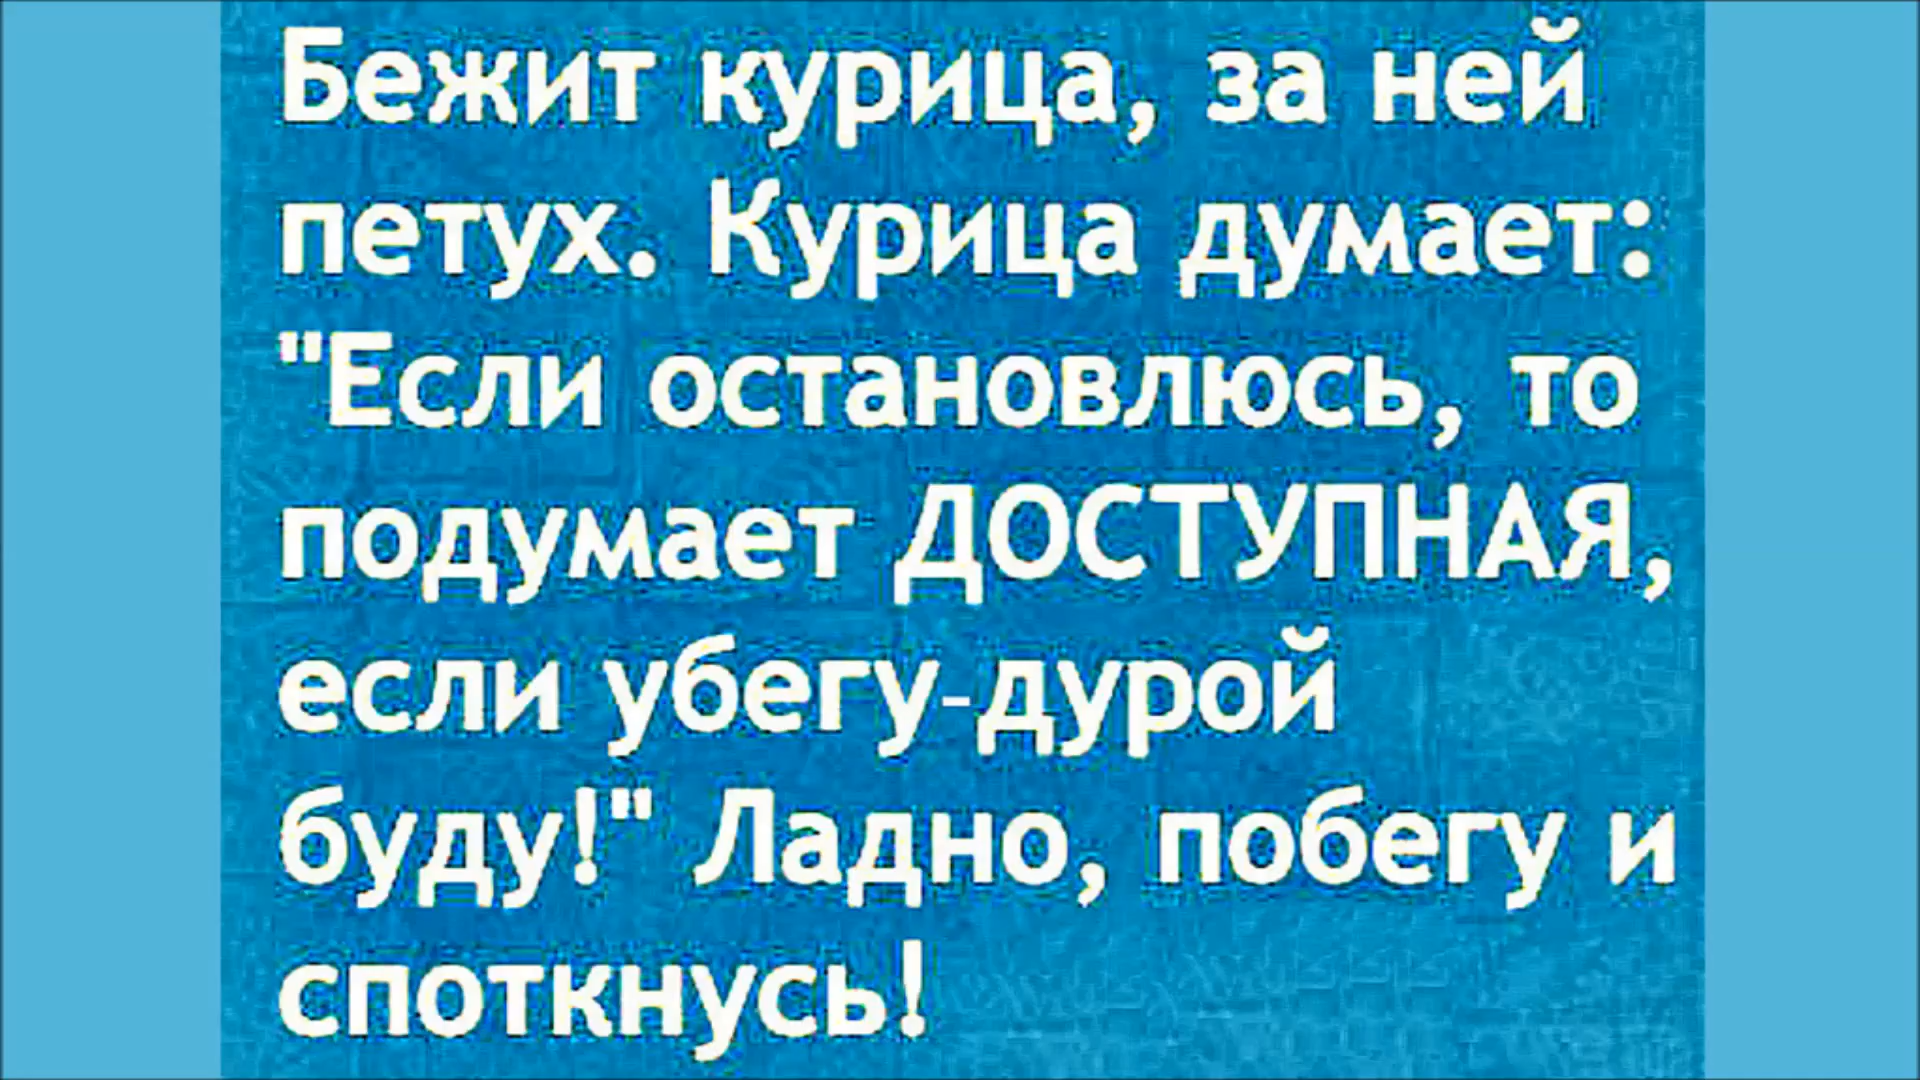 Бежит курица, за ней
петух. Курица думает:
"Если остановлюсь, то
подумает ДОСТУПНАЯ,
если убегу-дурой
буду!" Ладно, побегу и
споткнусь!